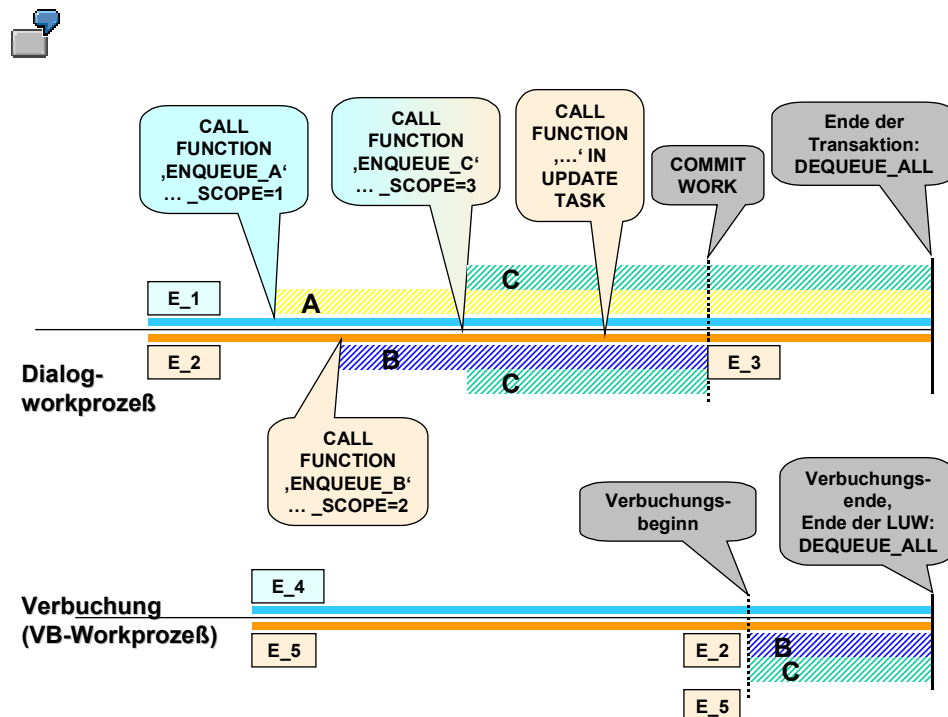 CALL
FUNCTION
‚ENQUEUE_A‘
… _SCOPE=1
CALL
FUNCTION
‚ENQUEUE_C‘
… _SCOPE=3
CALL
FUNCTION
‚…‘ IN
UPDATE
TASK
COMMIT
WORK
Ende der
Transaktion:
DEQUEUE_ALL
C
E_1
A
E_2
B
E_3
C
Dialog-
workprozeß
CALL
FUNCTION
‚ENQUEUE_B‘
… _SCOPE=2
Verbuchungs-
beginn
Verbuchungs-
ende,
Ende der LUW:
DEQUEUE_ALL
E_4
Verbuchung
(VB-Workprozeß)
E_5
E_2
B
C
E_5